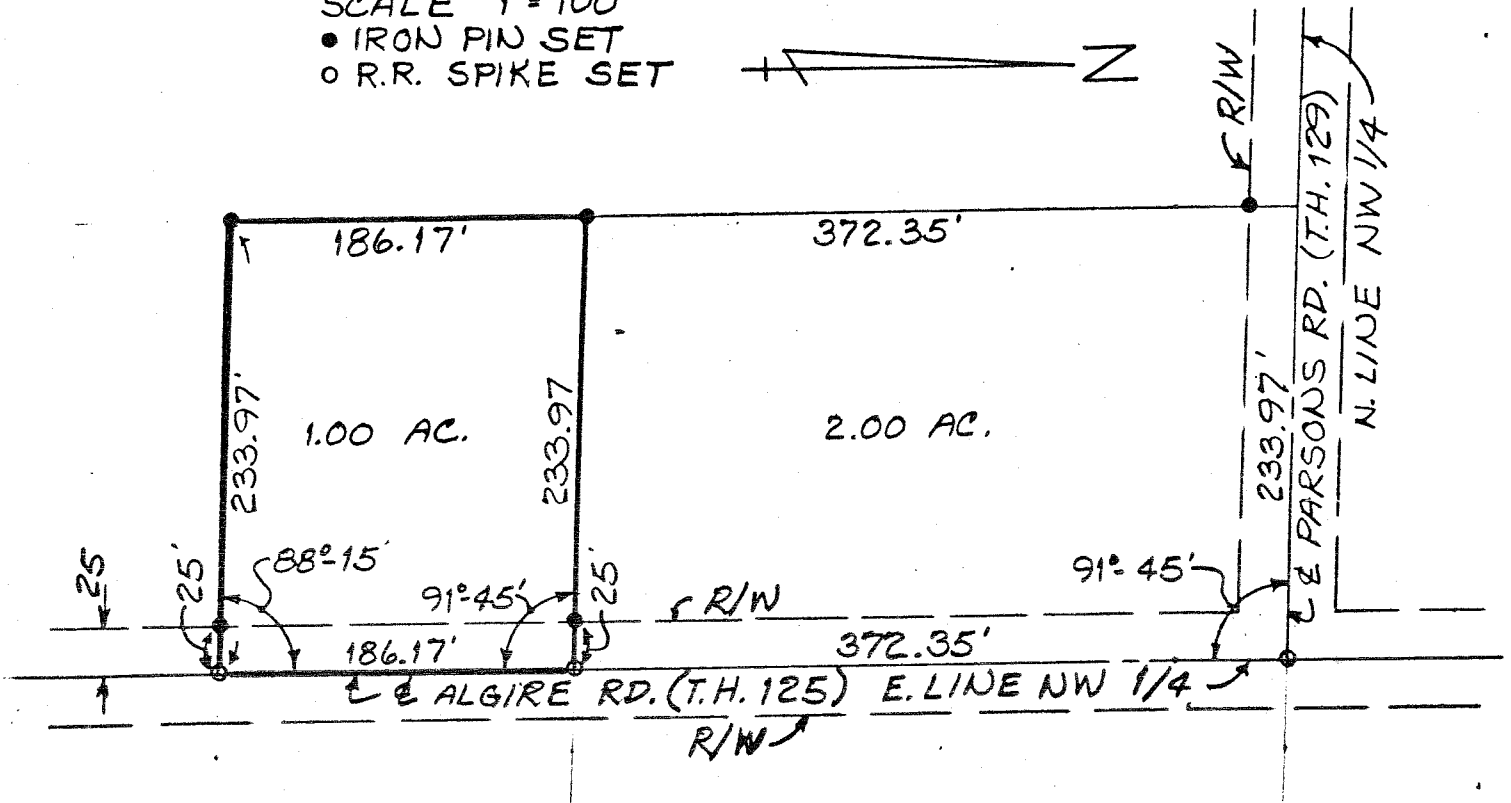 SCALE 1"=100'
• IRON PIN SET
○ R.R. SPIKE SET
N
R/W
186.17'
372.35'
233.97'
1.00 AC.
233.97
2.00 AC.
233.97'
℄ PARSONS RD. (T.H. 129)
N. LINE NW 1/4
25'
25'
88°-15'
91°-45'
25'
R/W
91°-45'
186.17'
372.35'
℄ ALGIRE RD. (T.H. 125) E. LINE NW 1/4
R/W